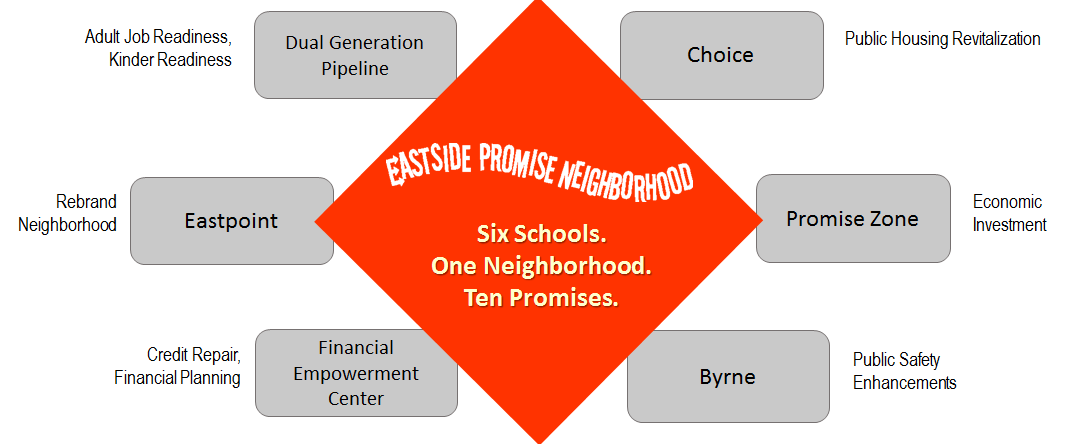 Adult Job Readiness,
Kinder Readiness
Dual Generation
Pipeline
Choice
Public Housing Revitalization
EASTSIDE PROMISE NEIGHBORHOOD
Rebrand
Neighborhood
Eastpoint
Six Schools.
One Neighborhood.
Ten Promises.
Promise Zone
Economic
Investment
Credit Repair,
Financial Planning
Financial
Empowerment
Center
Byrne
Public Safety
Enhancements